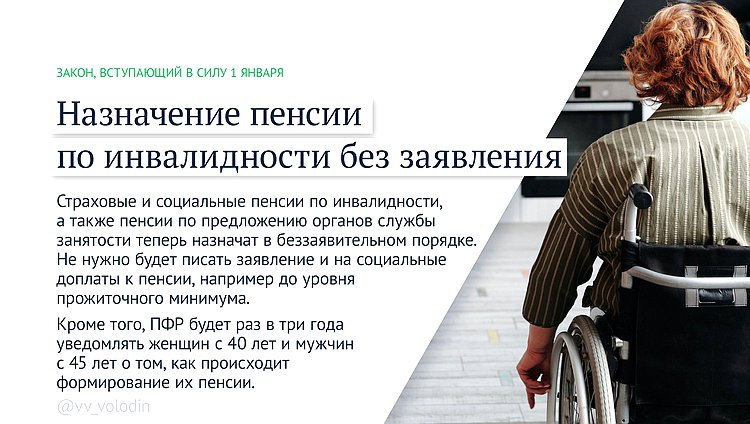 ЗАКОН, ВСТУПАЮЩИЙ В СИЛУ 1 ЯНВАРЯ
Назначение пенсии
по инвалидности без заявления
Страховые и социальные пенсии по инвалидности,
а также пенсии по предложению органов службы
занятости теперь назначат в беззаявительном порядке.
Не нужно будет писать заявление и на социальные
доплаты к пенсии, например до уровня
прожиточного минимума.
Кроме того, ПФР будет раз в три года
уведомлять женщин с 40 лет и мужчин
с 45 лет о том, как происходит
формирование их пенсии.
@vv_volodin